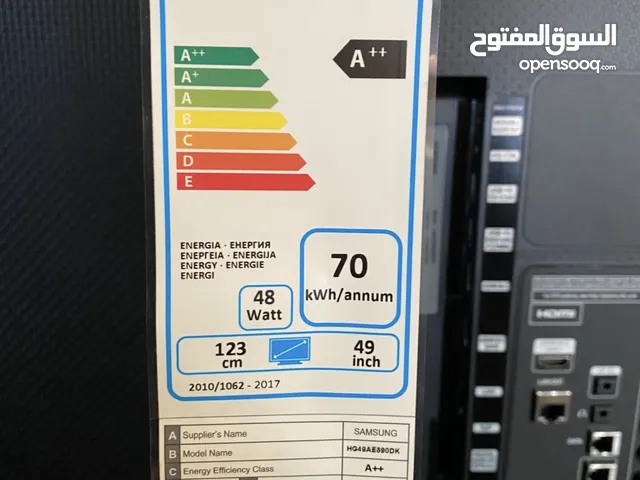 السوق المفتوح
opensooq.com
A++
A++
A+
A
B
C
D
E
ENERGIA · ЕНЕРГИЯ
ΕΝΕΡΓΕΙΑ · ENERGIJA
ENERGY · ENERGIE
ENERGI
70
kWh/annum
48
Watt
123
cm
49
inch
2010/1062 - 2017
A Supplier's Name SAMSUNG
B Model Name HG49AE890DK
C Energy Efficiency Class A++
HDMI